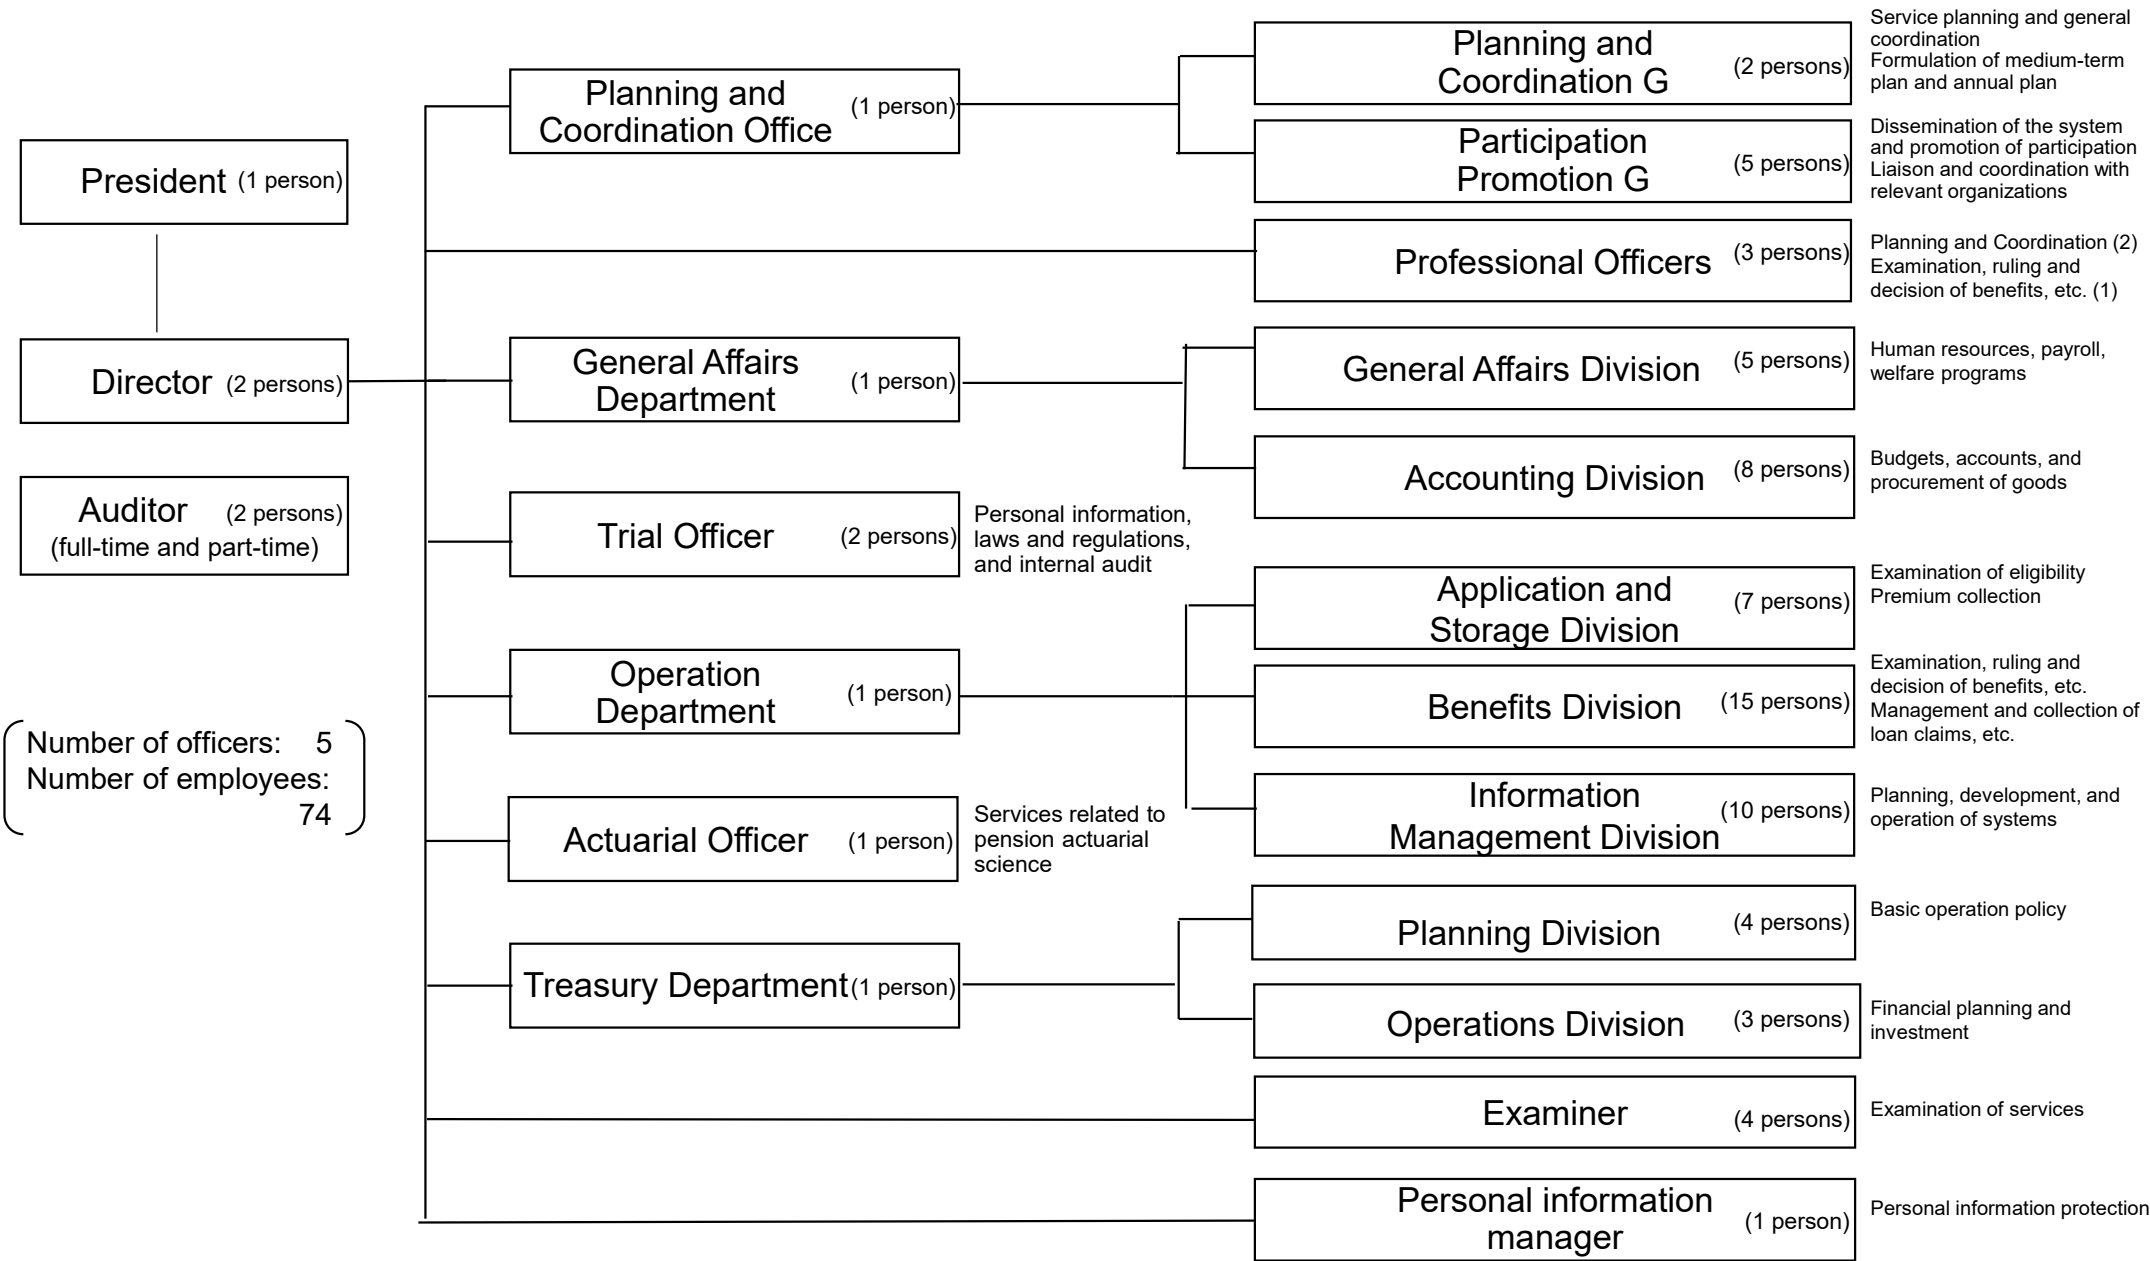 President (1 person)
Director (2 persons)
Auditor (2 persons)
(full-time and part-time)
Number of officers: 5
Number of employees:
74
Planning and
Coordination Office
(1 person)
General Affairs
Department
(1 person)
Trial Officer (2 persons)
Personal information,
laws and regulations,
and internal audit
Operation
Department
(1 person)
Actuarial Officer (1 person)
Services related to
pension actuarial
science
Treasury Department (1 person)
Planning and
Coordination G
(2 persons)
Service planning and general
coordination
Formulation of medium-term
plan and annual plan
Participation
Promotion G
(5 persons)
Dissemination of the system
and promotion of participation
Liaison and coordination with
relevant organizations
Professional Officers (3 persons)
Planning and Coordination (2)
Examination, ruling and
decision of benefits, etc. (1)
General Affairs Division (5 persons)
Human resources, payroll,
welfare programs
Accounting Division (8 persons)
Budgets, accounts, and
procurement of goods
Application and
Storage Division
(7 persons)
Examination of eligibility
Premium collection
Benefits Division (15 persons)
Examination, ruling and
decision of benefits, etc.
Management and collection of
loan claims, etc.
Information
Management Division
(10 persons)
Planning, development, and
operation of systems
Planning Division (4 persons)
Basic operation policy
Operations Division (3 persons)
Financial planning and
investment
Examiner (4 persons)
Examination of services
Personal information
manager
(1 person)
Personal information protection